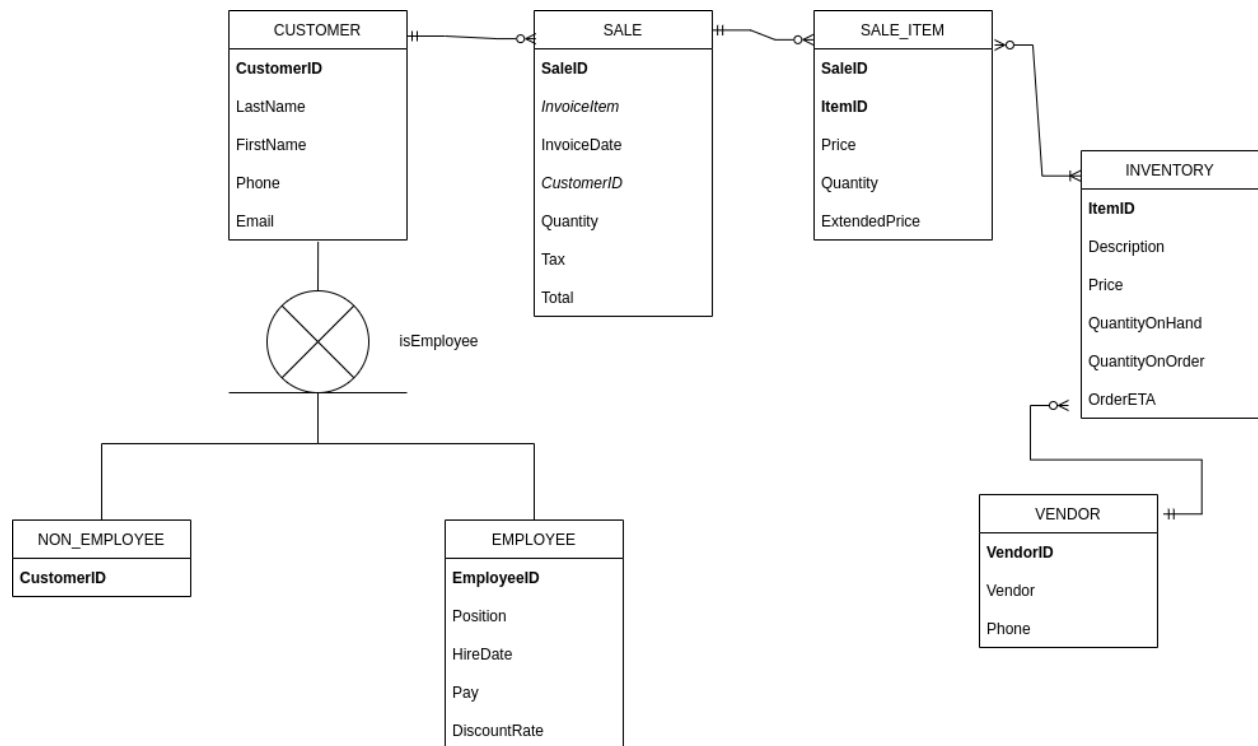 CUSTOMER
CustomerID
LastName
FirstName
Phone
Email
SALE
SaleID
InvoiceItem
InvoiceDate
CustomerID
Quantity
Tax
Total
SALE_ITEM
SaleID
ItemID
Price
Quantity
ExtendedPrice
INVENTORY
ItemID
Description
Price
QuantityOnHand
QuantityOnOrder
OrderETA
isEmployee
NON_EMPLOYEE
CustomerID
EMPLOYEE
EmployeeID
Position
HireDate
Pay
DiscountRate
VENDOR
VendorID
Vendor
Phone